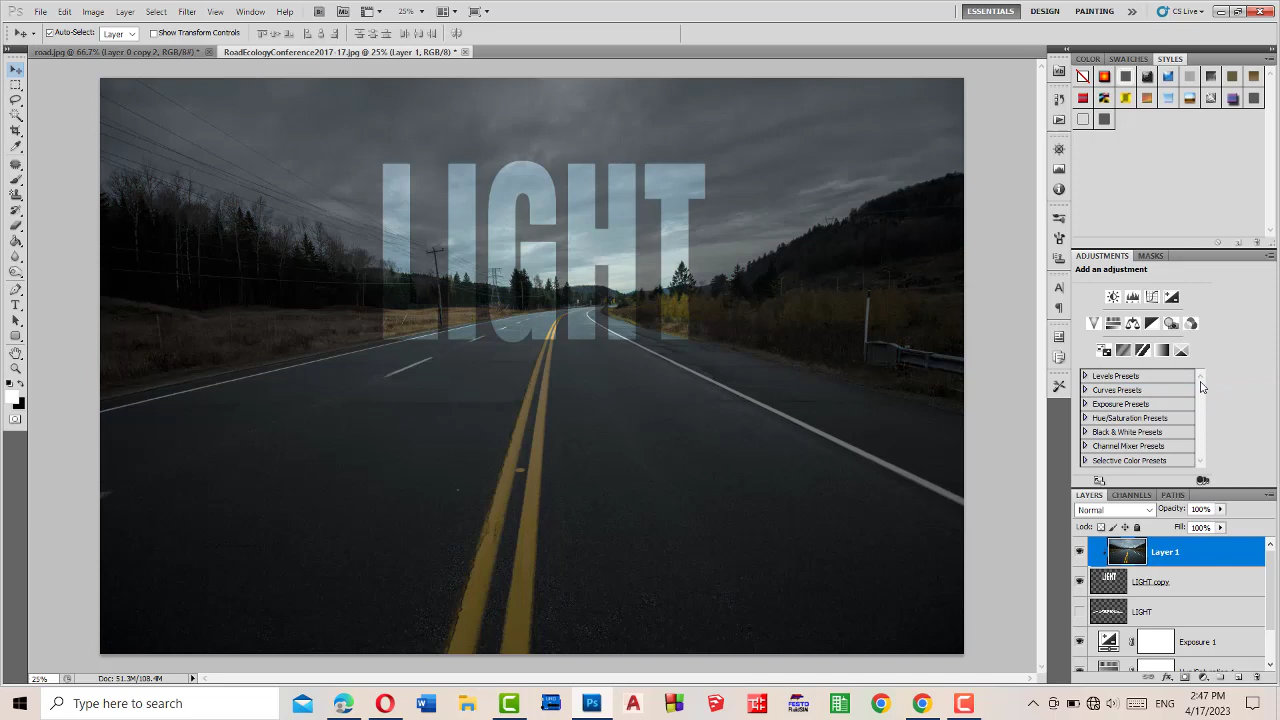 File Edit Image Layer Select Filter Analysis 3D View Window Help Br Mb 25% ESSENTIALS DESIGN PAINTING CS Live
Auto-Select: Layer Show Transform Controls
road.jpg @ 66.7% (Layer 0 copy 2, RGB/8#) * RoadEcologyConference2017-17.jpg @ 25% (Layer 1, RGB/8) *
COLOR SWATCHES STYLES
LIGHT
ADJUSTMENTS MASKS
Add an adjustment
Levels Presets
Curves Presets
Exposure Presets
Hue/Saturation Presets
Black & White Presets
Channel Mixer Presets
Selective Color Presets
LAYERS CHANNELS PATHS
Normal Opacity: 100%
Lock: Fill: 100%
Layer 1
LIGHT copy
LIGHT
Exposure 1
25% Doc: 51.3M/108.4M
Type here to search
ENG
2:47 PM
4/17/2023